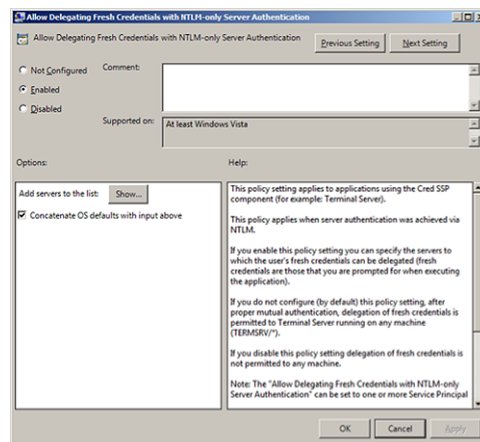 Allow Delegating Fresh Credentials with NTLM-only Server Authentication
Allow Delegating Fresh Credentials with NTLM-only Server Authentication
Previous Setting
Next Setting
Not Configured
Comment:
Enabled
Disabled
Supported on:
At least Windows Vista
Options:
Help:
Add servers to the list:
Show...
Concatenate OS defaults with input above
This policy setting applies to applications using the Cred SSP
component (for example: Terminal Server).
This policy applies when server authentication was achieved via
NTLM.
If you enable this policy setting you can specify the servers to
which the user's fresh credentials can be delegated (fresh
credentials are those that you are prompted for when executing
the application).
If you do not configure (by default) this policy setting, after
proper mutual authentication, delegation of fresh credentials is
permitted to Terminal Server running on any machine
(TERMSRV/*).
If you disable this policy setting delegation of fresh credentials is
not permitted to any machine.
Note: The "Allow Delegating Fresh Credentials with NTLM-only
Server Authentication" can be set to one or more Service Principal
OK
Cancel
Apply